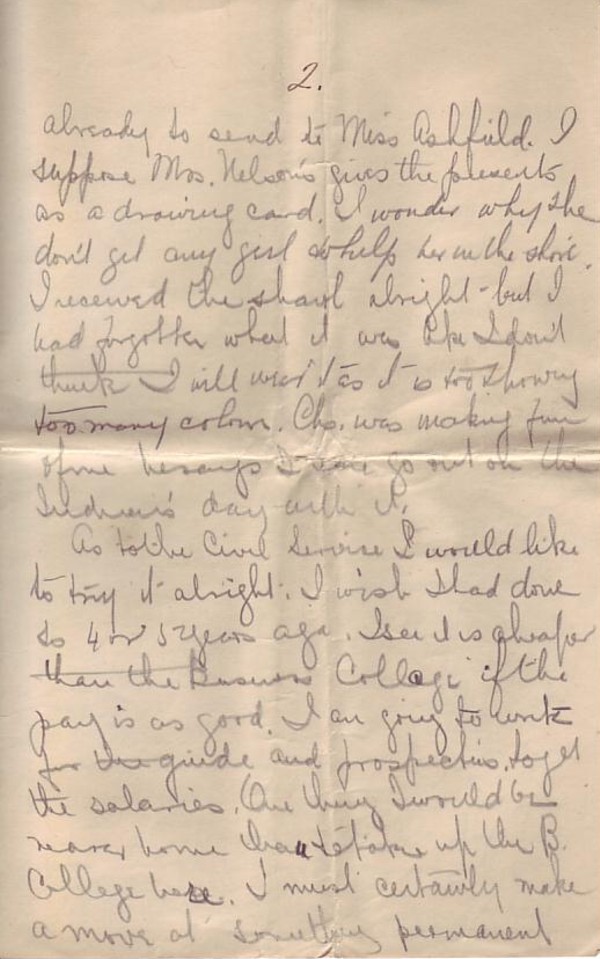 2.
already to send to Miss Ashfield. I
suppose Mrs. Nelson's gives the presents
as a drawing card. I wonder why she
don't get any girl to help her in the store.
I received the shawl alright - but I
had forgotten what it was like I don't
think I will wear it as it is too showy
too many colours. Chs. was making fun
of me he says I can go out on the
Indian's day with it.
As to the Civil Service I would like
to try it alright. I wish I had done
so 4 or 5 years ago. I see it is cheaper
than the Business College if the
pay is as good. I am going to write
for the guide and prospectus, to get
the salaries. One thing I would be
nearer home than to take up the B.
College here. I must certainly make
a move at something permanent